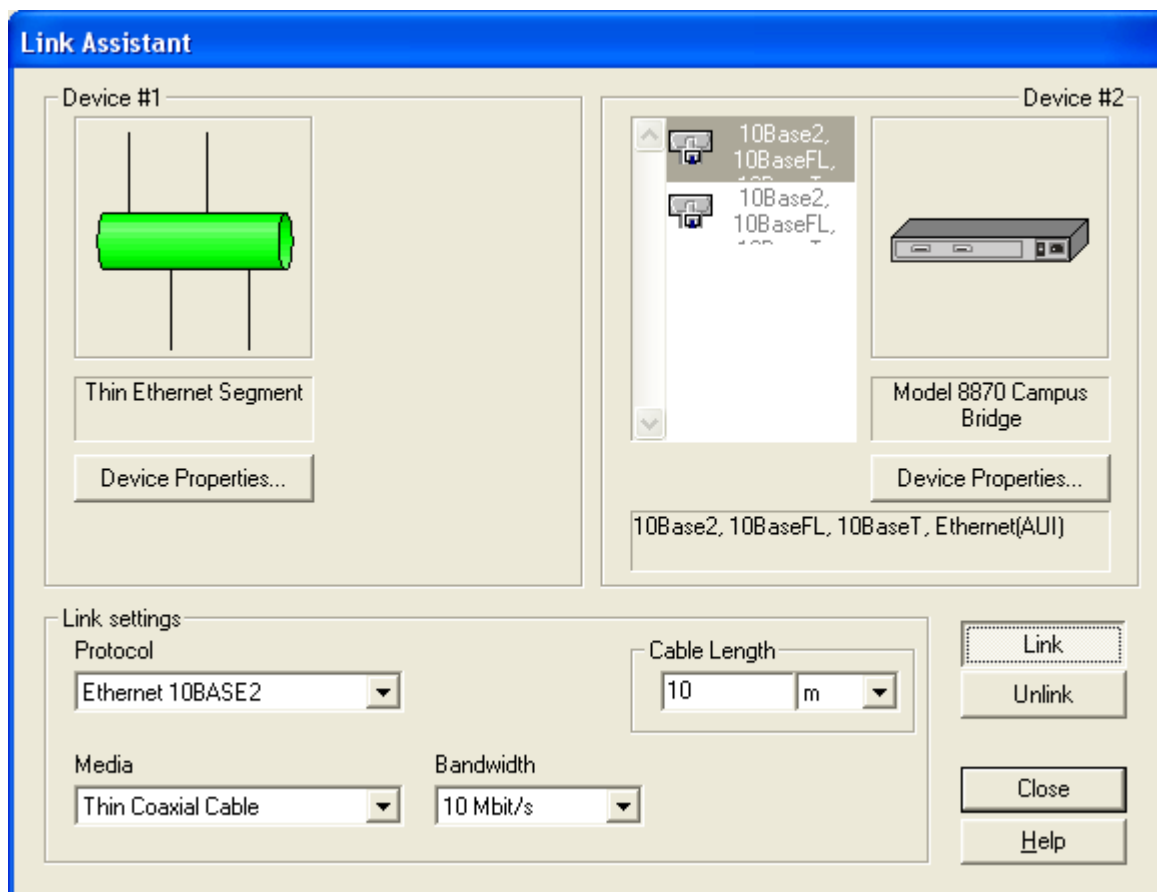 Link Assistant
Device #1
Thin Ethernet Segment
Device Properties...
Device #2
10Base2,
10BaseFL,
10BaseT
10Base2,
10BaseFL,
10BaseT
Model 8870 Campus
Bridge
Device Properties...
10Base2, 10BaseFL, 10BaseT, Ethernet(AUI)
Link settings
Protocol
Ethernet 10BASE2
Cable Length
10 m
Media
Thin Coaxial Cable
Bandwidth
10 Mbit/s
Link
Unlink
Close
Help